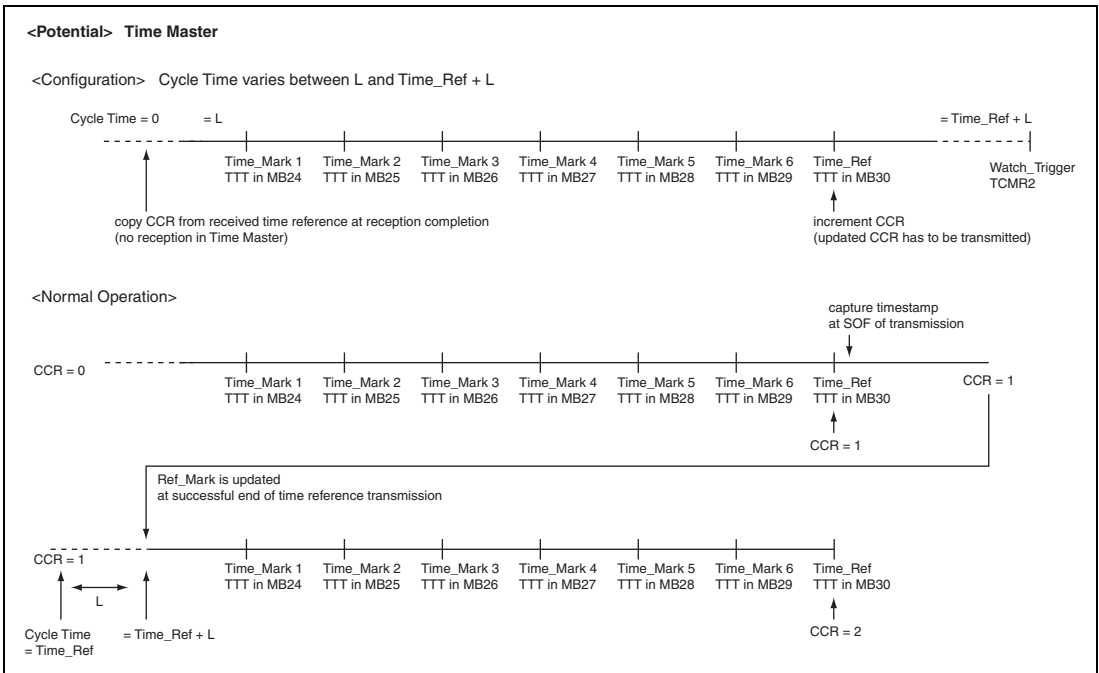 <Potential> Time Master
<Configuration> Cycle Time varies between L and Time_Ref + L
Cycle Time = 0 = L = Time_Ref + L
Time_Mark 1 Time_Mark 2 Time_Mark 3 Time_Mark 4 Time_Mark 5 Time_Mark 6 Time_Ref
TTT in MB24 TTT in MB25 TTT in MB26 TTT in MB27 TTT in MB28 TTT in MB29 TTT in MB30
Watch_Trigger
TCMR2
copy CCR from received time reference at reception completion
(no reception in Time Master)
increment CCR
(updated CCR has to be transmitted)
<Normal Operation>
capture timestamp
at SOF of transmission
CCR = 0
Time_Mark 1 Time_Mark 2 Time_Mark 3 Time_Mark 4 Time_Mark 5 Time_Mark 6 Time_Ref
TTT in MB24 TTT in MB25 TTT in MB26 TTT in MB27 TTT in MB28 TTT in MB29 TTT in MB30
CCR = 1
CCR = 1
Ref_Mark is updated
at successful end of time reference transmission
CCR = 1
Time_Mark 1 Time_Mark 2 Time_Mark 3 Time_Mark 4 Time_Mark 5 Time_Mark 6 Time_Ref
TTT in MB24 TTT in MB25 TTT in MB26 TTT in MB27 TTT in MB28 TTT in MB29 TTT in MB30
L
Cycle Time
= Time_Ref
= Time_Ref + L
CCR = 2